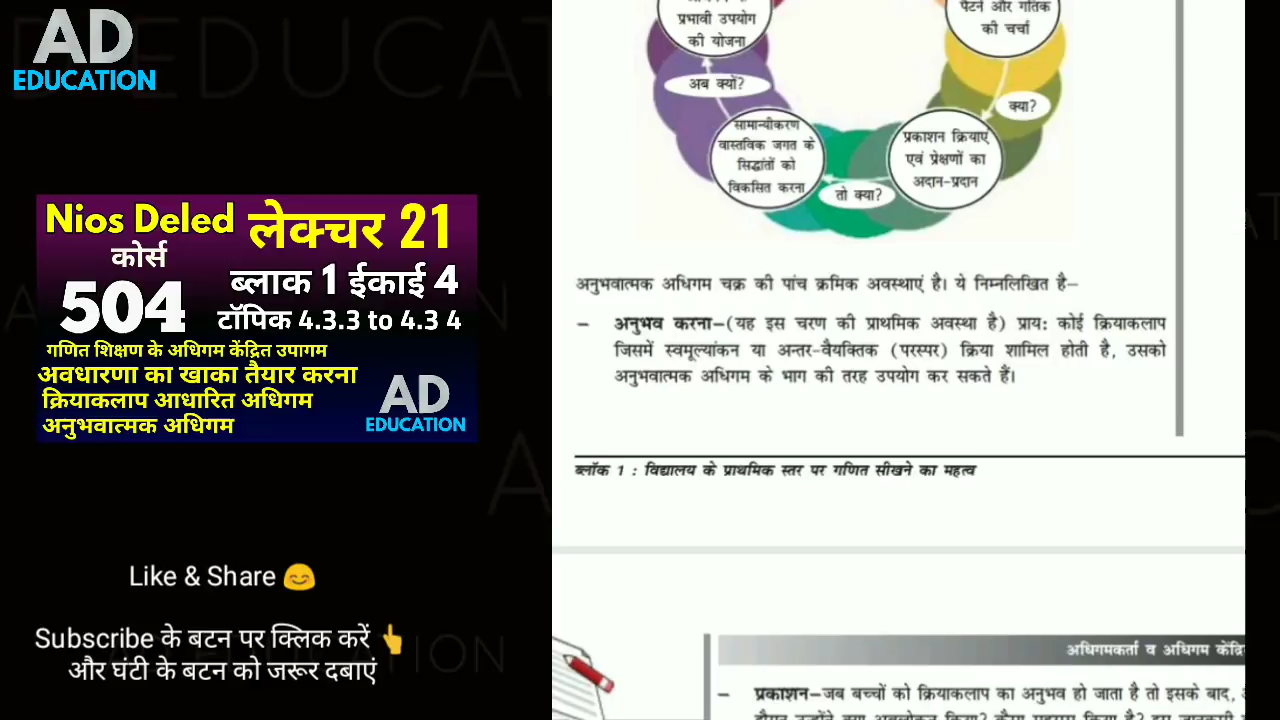 AD
EDUCATION
Nios Deled लेक्चर 21
कोर्स
504
ब्लाक 1 ईकाई 4
टॉपिक 4.3.3 to 4.3 4
गणित शिक्षण के अधिगम केंद्रित उपागम
अवधारणा का खाका तैयार करना
क्रियाकलाप आधारित अधिगम
अनुभवात्मक अधिगम
AD
EDUCATION
Like & Share 😊
Subscribe के बटन पर क्लिक करें 👆
और घंटी के बटन को जरूर दबाएं
प्रभावी उपयोग
की योजना
पैटर्न और गतिक
की चर्चा
अब क्यों?
क्या?
सामान्यीकरण
वास्तविक जगत के
सिद्धांतों को
विकसित करना
प्रकाशन क्रियाएं
एवं प्रेक्षणों का
अदान-प्रदान
तो क्या?
अनुभवात्मक अधिगम चक्र की पांच क्रमिक अवस्थाएं है। ये निम्नलिखित है–
– अनुभव करना–(यह इस चरण की प्राथमिक अवस्था है) प्राय: कोई क्रियाकलाप
जिसमें स्वमूल्यांकन या अन्तर-वैयक्तिक (परस्पर) क्रिया शामिल होती है, उसको
अनुभवात्मक अधिगम के भाग की तरह उपयोग कर सकते हैं।
ब्लॉक 1 : विद्यालय के प्राथमिक स्तर पर गणित सीखने का महत्व
अधिगमकर्ता व अधिगम केंद्रि
– प्रकाशन–जब बच्चों को क्रियाकलाप का अनुभव हो जाता है तो इसके बाद,